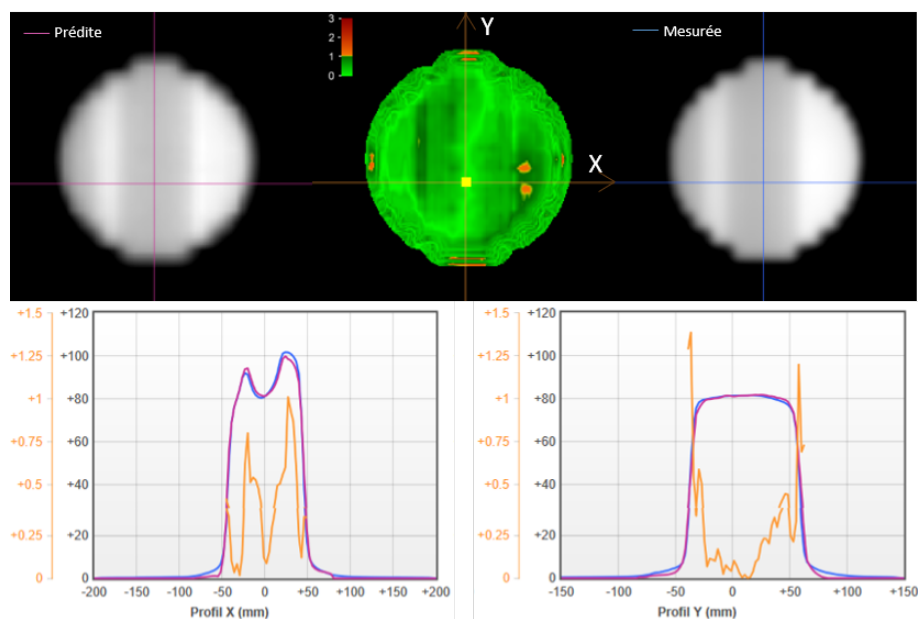 Prédite
3
2
1
0
Y
X
Mesurée
+1.5 +120
+1.25 +100
+1 +80
+0.75 +60
+0.5 +40
+0.25 +20
0 0
-200 -150 -100 -50 0 +50 +100 +150 +200
Profil X (mm)
+1.5 +120
+1.25 +100
+1 +80
+0.75 +60
+0.5 +40
+0.25 +20
0 0
-150 -100 -50 0 +50 +100 +150
Profil Y (mm)